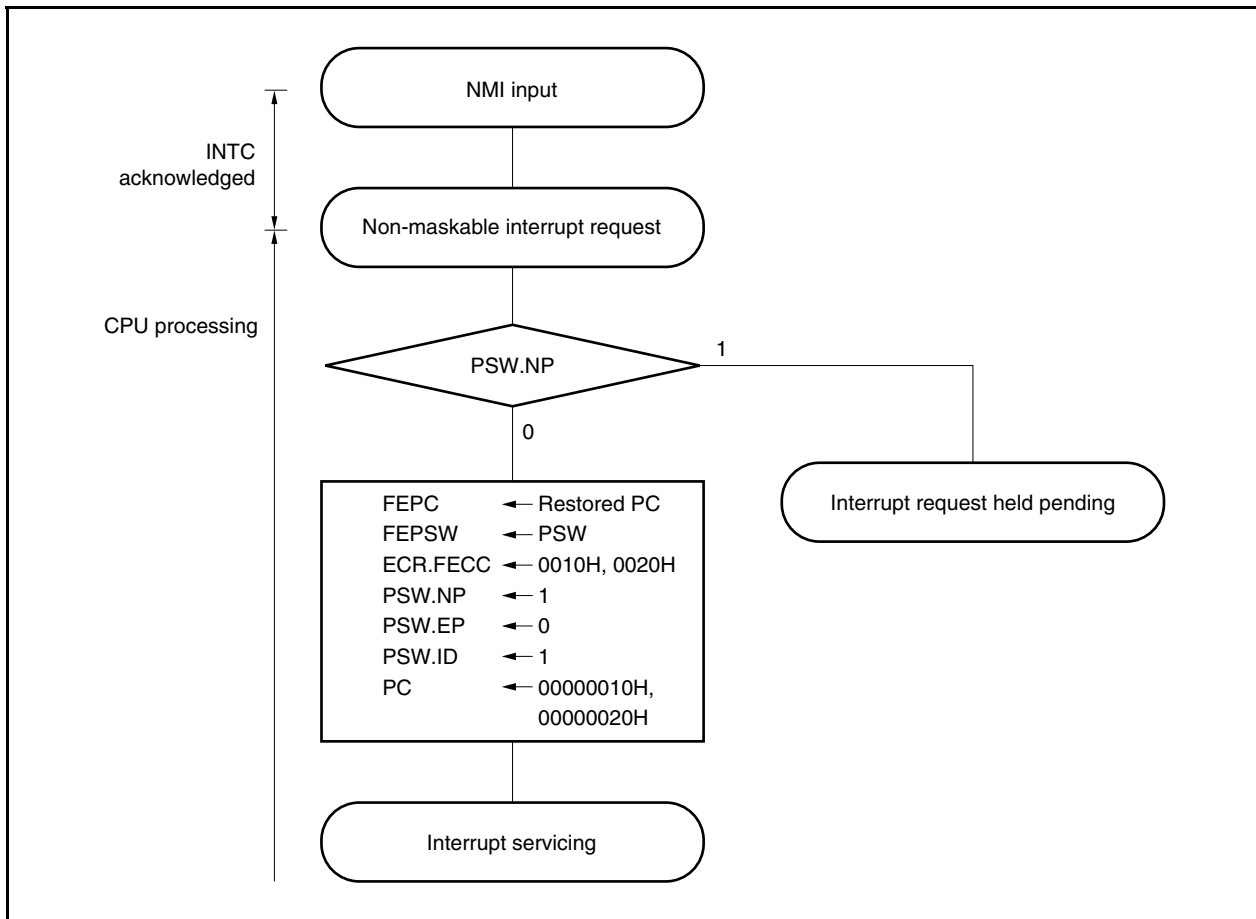 NMI input
INTC
acknowledged
Non-maskable interrupt request
CPU processing
PSW.NP
1
0
FEPC ← Restored PC
FEPSW ← PSW
ECR.FECC ← 0010H, 0020H
PSW.NP ← 1
PSW.EP ← 0
PSW.ID ← 1
PC ← 00000010H,
00000020H
Interrupt request held pending
Interrupt servicing